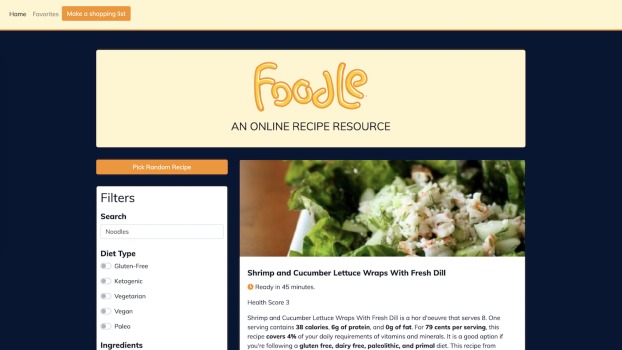 Home Favorites Make a shopping list
Foodle
AN ONLINE RECIPE RESOURCE
Pick Random Recipe
Filters
Search
Noodles
Diet Type
Gluten-Free
Ketogenic
Vegetarian
Vegan
Paleo
Ingredients
Shrimp and Cucumber Lettuce Wraps With Fresh Dill
Ready in 45 minutes.
Health Score 3
Shrimp and Cucumber Lettuce Wraps With Fresh Dill is a hor d'oeuvre that serves 8. One
serving contains 38 calories, 6g of protein, and 0g of fat. For 79 cents per serving, this
recipe covers 4% of your daily requirements of vitamins and minerals. It is a good option if
you're following a gluten free, dairy free, paleolithic, and primal diet. This recipe from